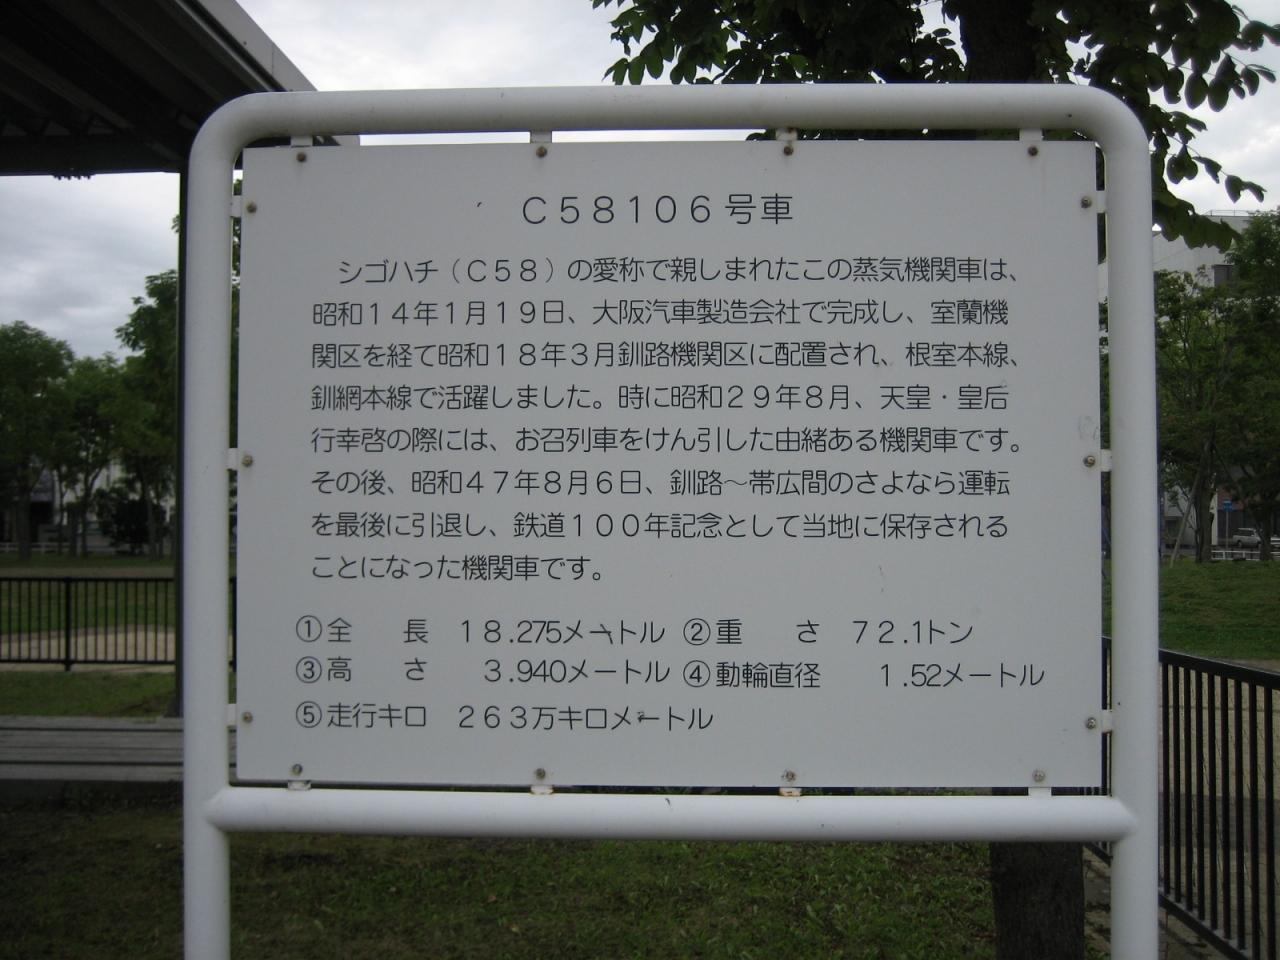 C58106号車
シゴハチ（C58）の愛称で親しまれたこの蒸気機関車は、
昭和14年1月19日、大阪汽車製造会社で完成し、室蘭機
関区を経て昭和18年3月釧路機関区に配置され、根室本線、
釧網本線で活躍しました。時に昭和29年8月、天皇・皇后
行幸啓の際には、お召列車をけん引した由緒ある機関車です。
その後、昭和47年8月6日、釧路～帯広間のさよなら運転
を最後に引退し、鉄道100年記念として当地に保存される
ことになった機関車です。
①全　長　18.275メートル ②重　さ　72.1トン
③高　さ　3.940メートル ④動輪直径　1.52メートル
⑤走行キロ　263万キロメートル